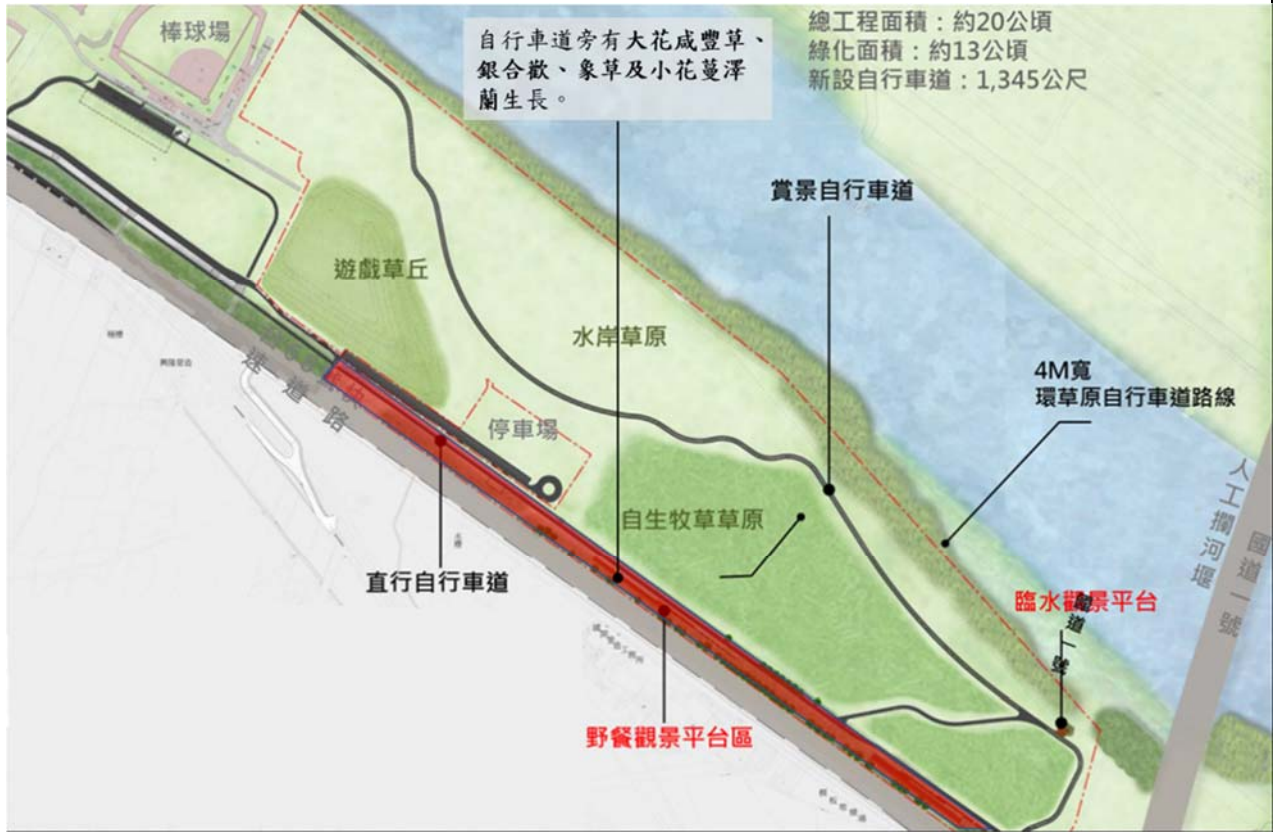 棒球場
自行車道旁有大花咸豐草、
銀合歡、象草及小花蔓澤
蘭生長。
總工程面積：約20公頃
綠化面積：約13公頃
新設自行車道：1,345公尺
賞景自行車道
遊戲草丘
水岸草原
4M寬
環草原自行車道路線
速道路
停車場
人工攔河堰
國道一號
自生牧草草原
直行自行車道
臨水觀景平台
國道一號
野餐觀景平台區